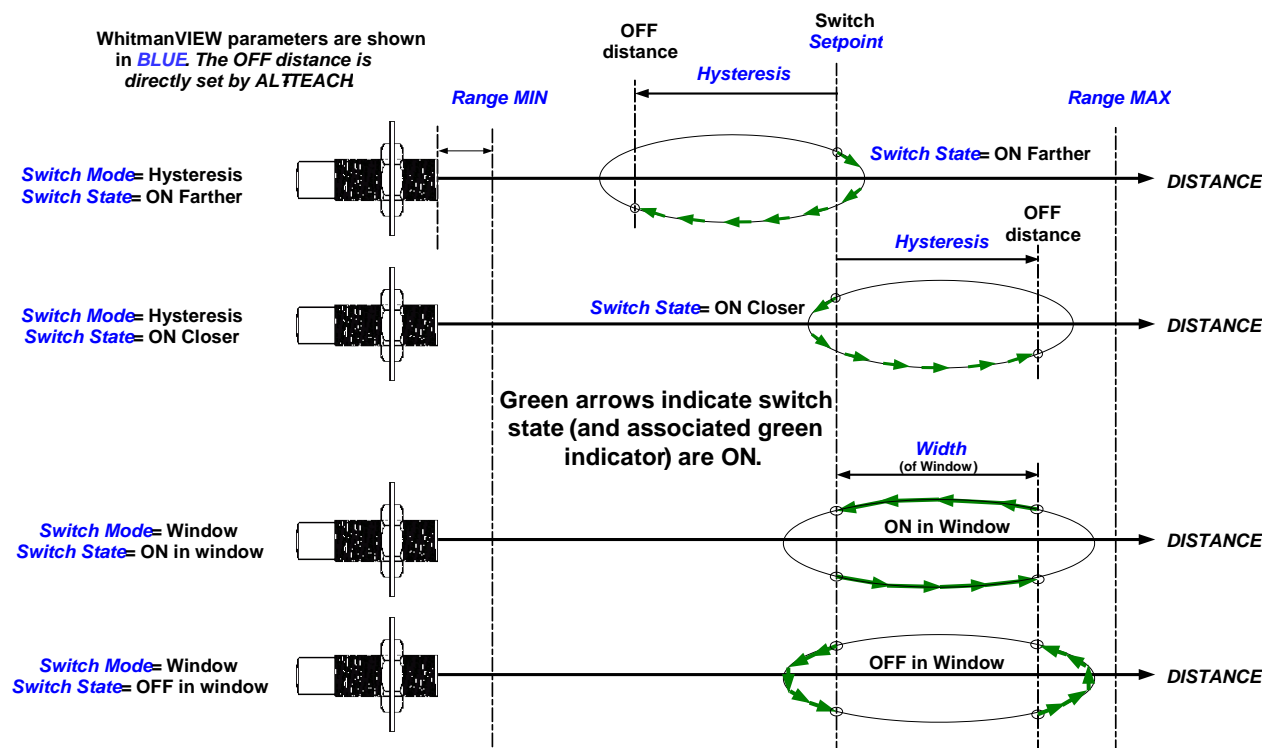 WhitmanVIEW parameters are shown
in BLUE. The OFF distance is
directly set by ALT-TEACH.
OFF
distance
Switch
Setpoint
Hysteresis
Range MIN
Range MAX
Switch Mode= Hysteresis
Switch State= ON Farther
Switch State= ON Farther
DISTANCE
OFF
distance
Hysteresis
Switch Mode= Hysteresis
Switch State= ON Closer
Switch State= ON Closer
DISTANCE
Green arrows indicate switch
state (and associated green
indicator) are ON.
Width
(of Window)
Switch Mode= Window
Switch State= ON in window
ON in Window
DISTANCE
Switch Mode= Window
Switch State= OFF in window
OFF in Window
DISTANCE